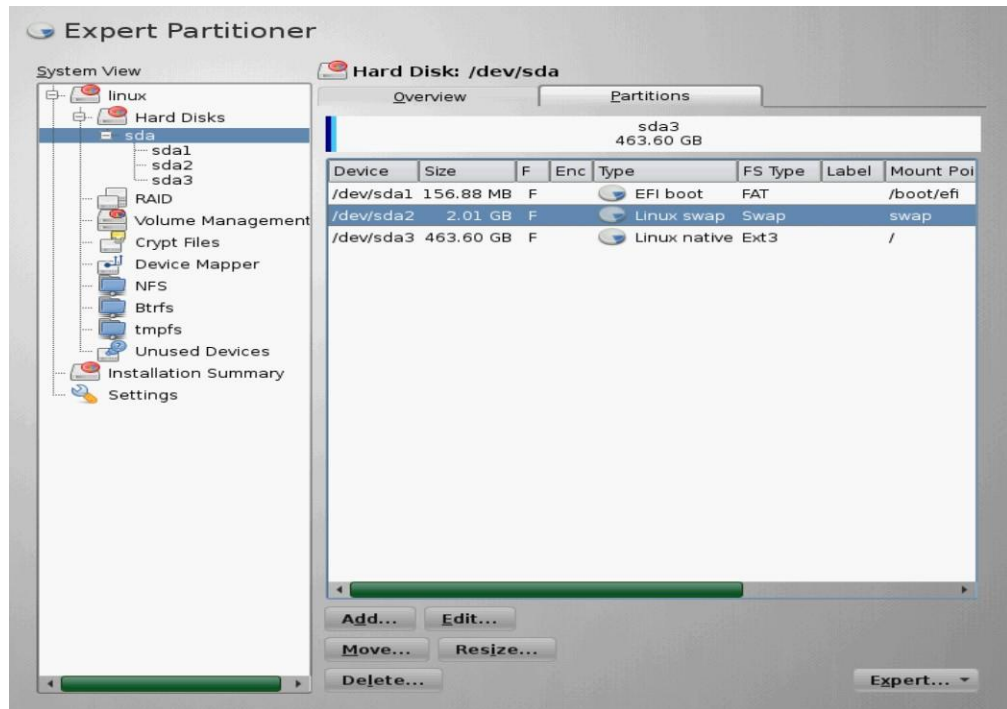 Expert Partitioner
System View
linux
Hard Disks
sda
sda1
sda2
sda3
RAID
Volume Management
Crypt Files
Device Mapper
NFS
Btrfs
tmpfs
Unused Devices
Installation Summary
Settings
Hard Disk: /dev/sda
Overview Partitions
sda3
463.60 GB
Device Size F Enc Type FS Type Label Mount Poi
/dev/sda1 156.88 MB F EFI boot FAT /boot/efi
/dev/sda2 2.01 GB F Linux swap Swap swap
/dev/sda3 463.60 GB F Linux native Ext3 /
Add... Edit...
Move... Resize...
Delete... Expert...